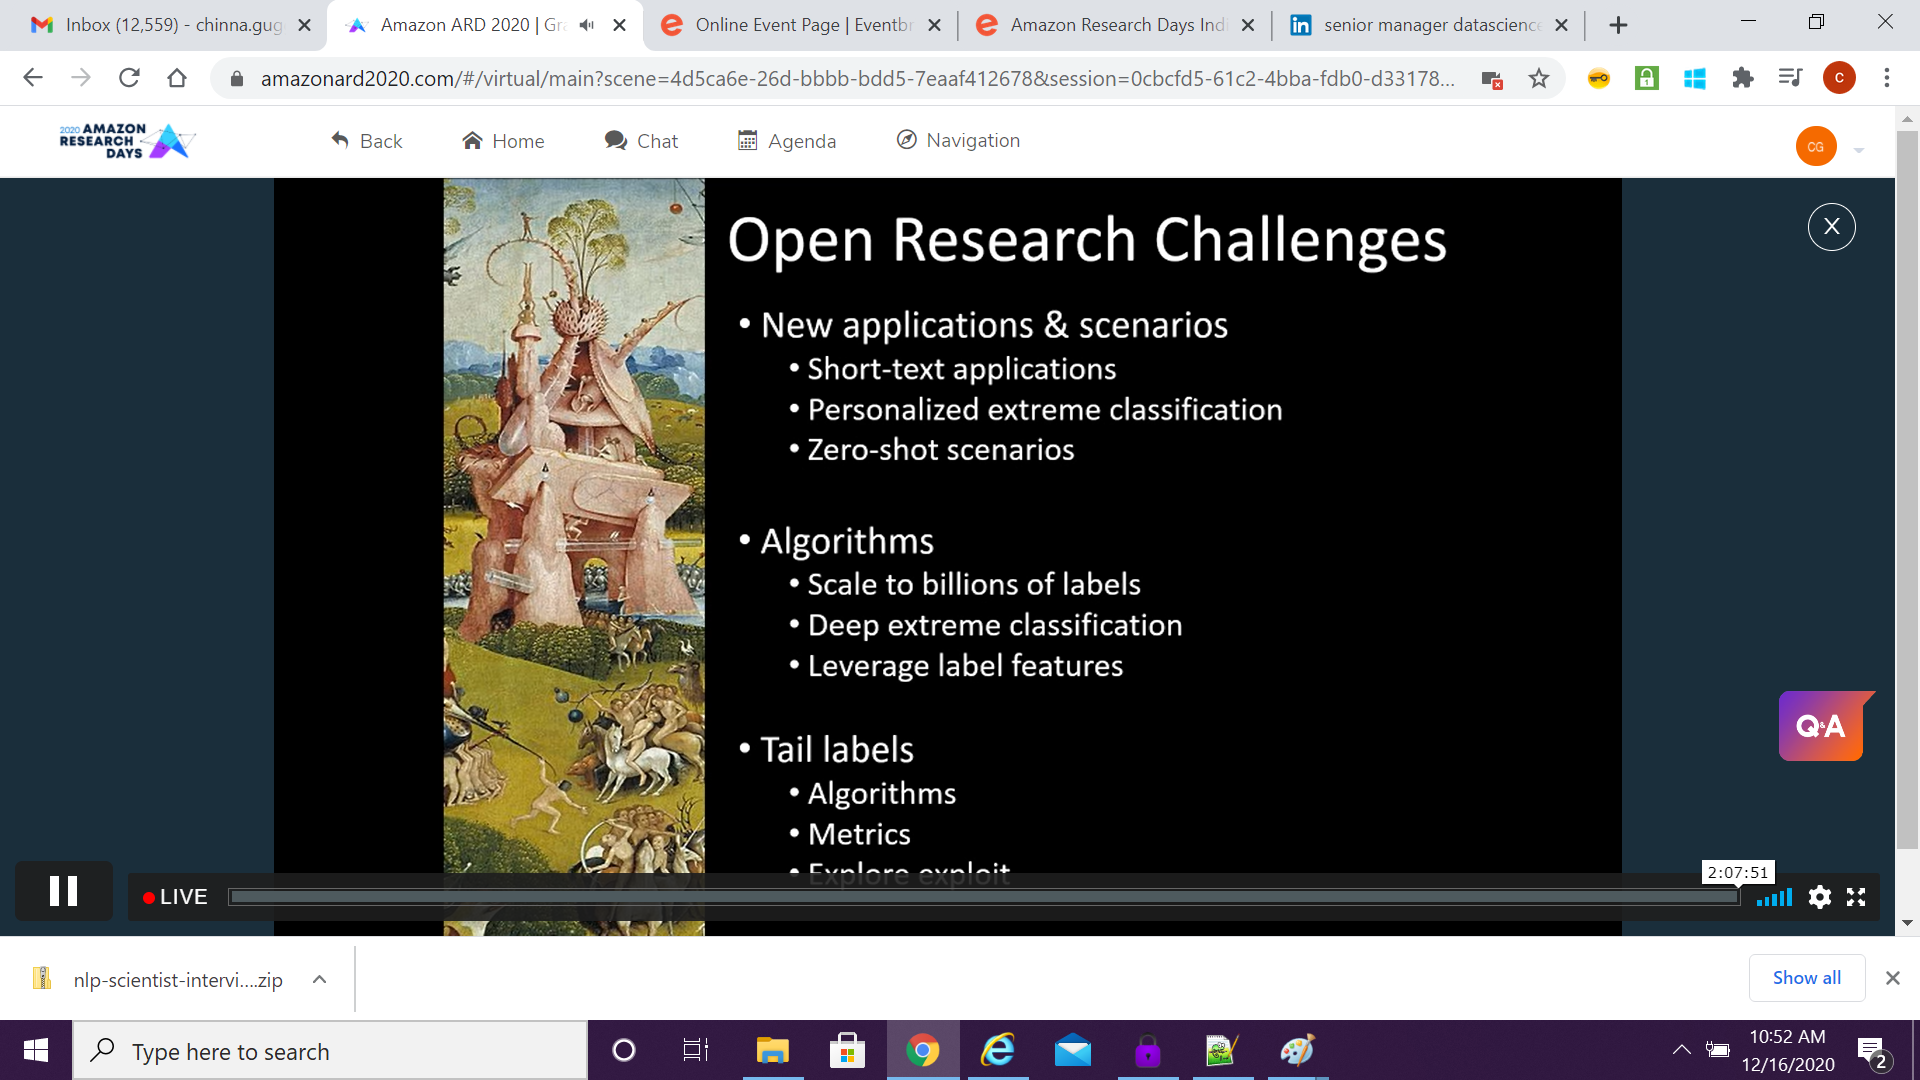 Inbox (12,559) - chinna.gug
Amazon ARD 2020 | Gr
Online Event Page | Eventbr
Amazon Research Days Indi
senior manager datascience
amazonard2020.com/#/virtual/main?scene=4d5ca6e-26d-bbbb-bdd5-7eaaf412678&session=0cbcfd5-61c2-4bba-fdb0-d33178...
C
2020 AMAZON
RESEARCH
DAYS
Back
Home
Chat
Agenda
Navigation
CG
Open Research Challenges
X
• New applications & scenarios
• Short-text applications
• Personalized extreme classification
• Zero-shot scenarios
• Algorithms
• Scale to billions of labels
• Deep extreme classification
• Leverage label features
Q&A
• Tail labels
• Algorithms
• Metrics
• Explore exploit
2:07:51
LIVE
nlp-scientist-intervi....zip
Show all
Type here to search
10:52 AM
12/16/2020
2